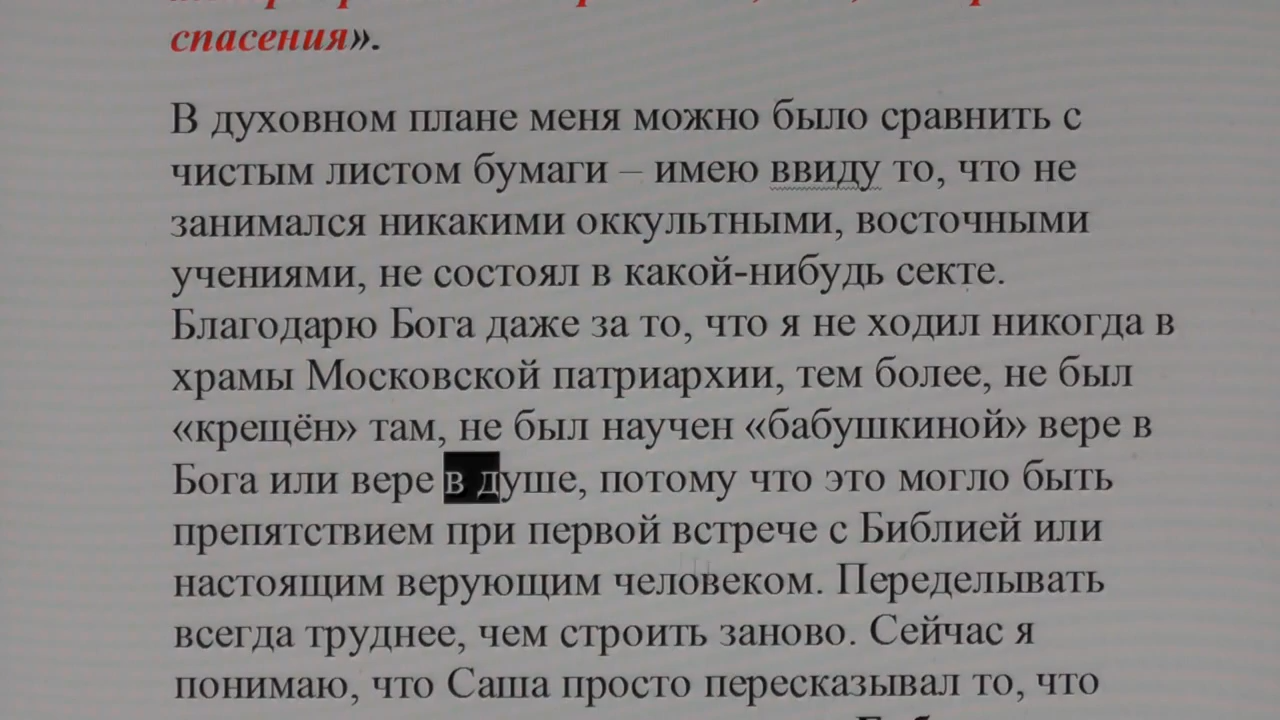 спасения».
В духовном плане меня можно было сравнить с
чистым листом бумаги – имею ввиду то, что не
занимался никакими оккультными, восточными
учениями, не состоял в какой-нибудь секте.
Благодарю Бога даже за то, что я не ходил никогда в
храмы Московской патриархии, тем более, не был
«крещён» там, не был научен «бабушкиной» вере в
Бога или вере в душе, потому что это могло быть
препятствием при первой встрече с Библией или
настоящим верующим человеком. Переделывать
всегда труднее, чем строить заново. Сейчас я
понимаю, что Саша просто пересказывал то, что